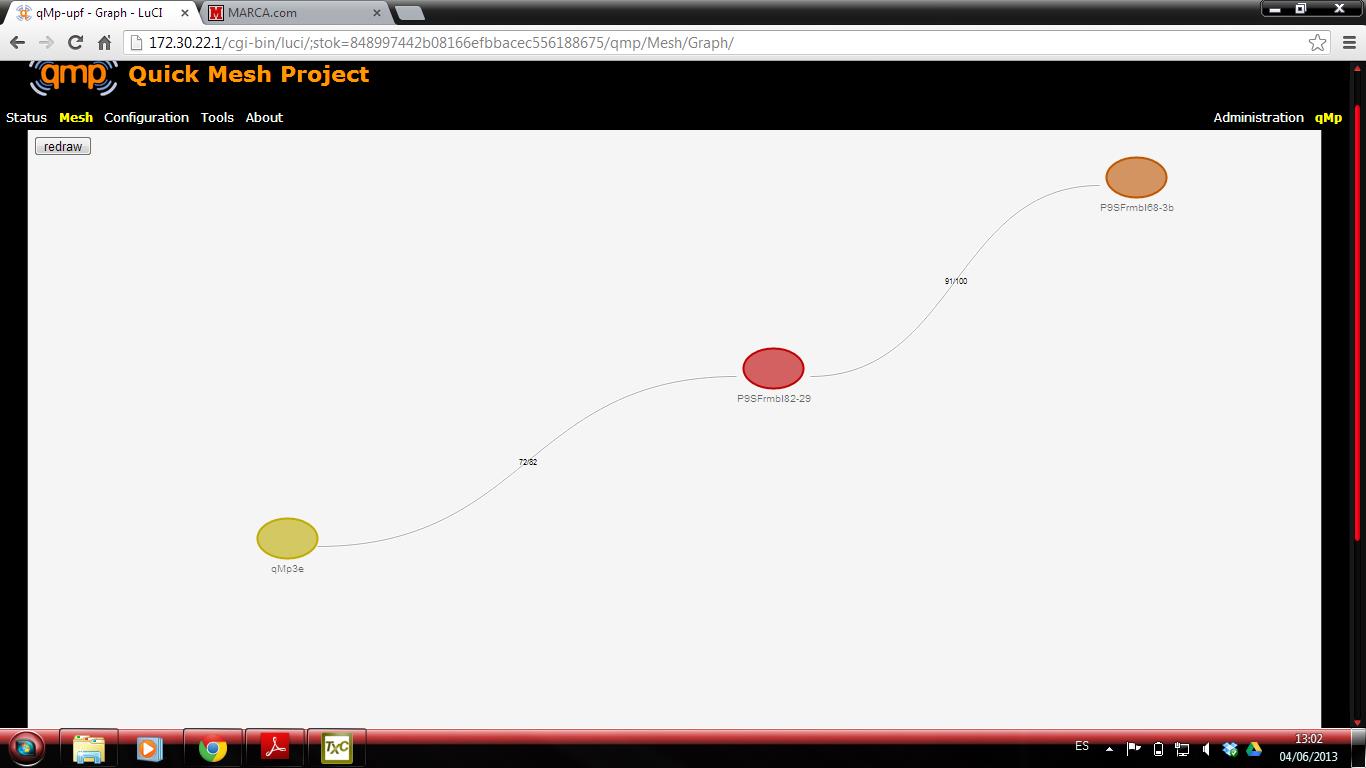 qMp-upf - Graph - LuCI
MARCA.com
172.30.22.1/cgi-bin/luci/;stok=848997442b08166efbbacec556188675/qmp/Mesh/Graph/
qmp Quick Mesh Project
Status Mesh Configuration Tools About Administration qMp
redraw
P9SFrmbl68-3b
91/100
P9SFrmbl82-29
72/82
qMp3e
TXC
ES
13:02
04/06/2013